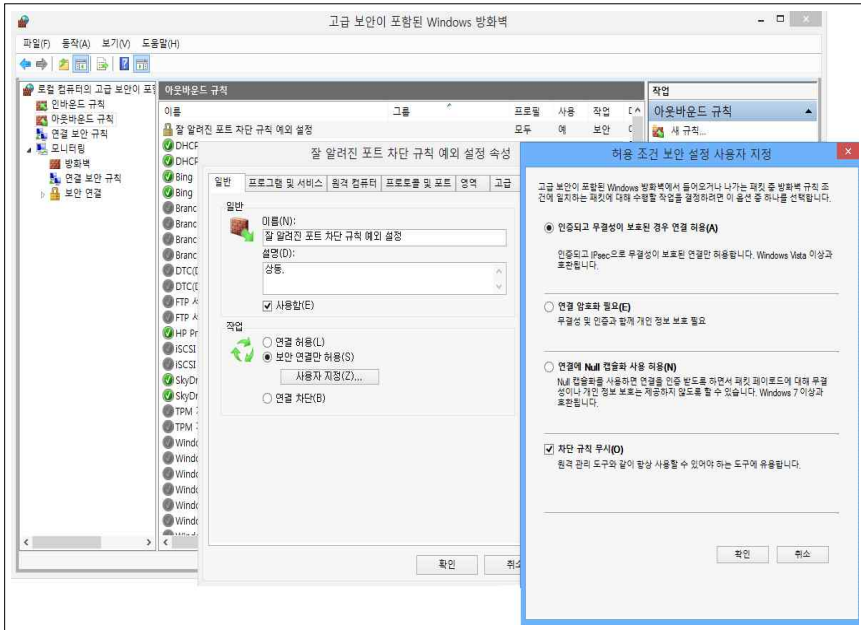 고급 보안이 포함된 Windows 방화벽
파일(F) 동작(A) 보기(V) 도움말(H)
로컬 컴퓨터의 고급 보안이 포
인바운드 규칙
아웃바운드 규칙
연결 보안 규칙
모니터링
방화벽
연결 보안 규칙
보안 연결
아웃바운드 규칙
이름 그룹 프로필 사용 작업
잘 알려진 포트 차단 규칙 예외 설정 모두 예 보안
DHCP
DHCP
Bing
Bing
Branc
Branc
Branc
Branc
DTC(D
DTC(D
FTP 서
FTP 서
HP Pr
iSCSI
iSCSI
SkyDr
SkyDr
TPM
TPM
Windo
Windo
Windo
Windo
Windo
Windo
작업
아웃바운드 규칙
새 규칙...
잘 알려진 포트 차단 규칙 예외 설정 속성
일반 프로그램 및 서비스 원격 컴퓨터 프로토콜 및 포트 영역 고급
일반
이름(N):
잘 알려진 포트 차단 규칙 예외 설정
설명(D):
상동.
사용함(E)
작업
연결 허용(L)
보안 연결만 허용(S)
사용자 지정(Z)...
연결 차단(B)
확인 취소
허용 조건 보안 설정 사용자 지정
고급 보안이 포함된 Windows 방화벽에서 들어오거나 나가는 패킷 중 방화벽 규칙 조
건에 일치하는 패킷에 대해 수행할 작업을 결정하려면 이 옵션 중 하나를 선택합니다.
인증되고 무결성이 보호된 경우 연결 허용(A)
인증되고 IPsec으로 무결성이 보호된 연결만 허용합니다. Windows Vista 이상과
호환됩니다.
연결 암호화 필요(E)
무결성 및 인증과 함께 개인 정보 보호 필요
연결에 Null 캡슐화 사용 허용(N)
Null 캡슐화를 사용하면 연결을 인증 받도록 하면서 패킷 페이로드에 대해 무결
성이나 개인 정보 보호는 제공하지 않도록 할 수 있습니다. Windows 7 이상과
호환됩니다.
차단 규칙 무시(O)
원격 관리 도구와 같이 항상 사용할 수 있어야 하는 도구에 유용합니다.
확인 취소